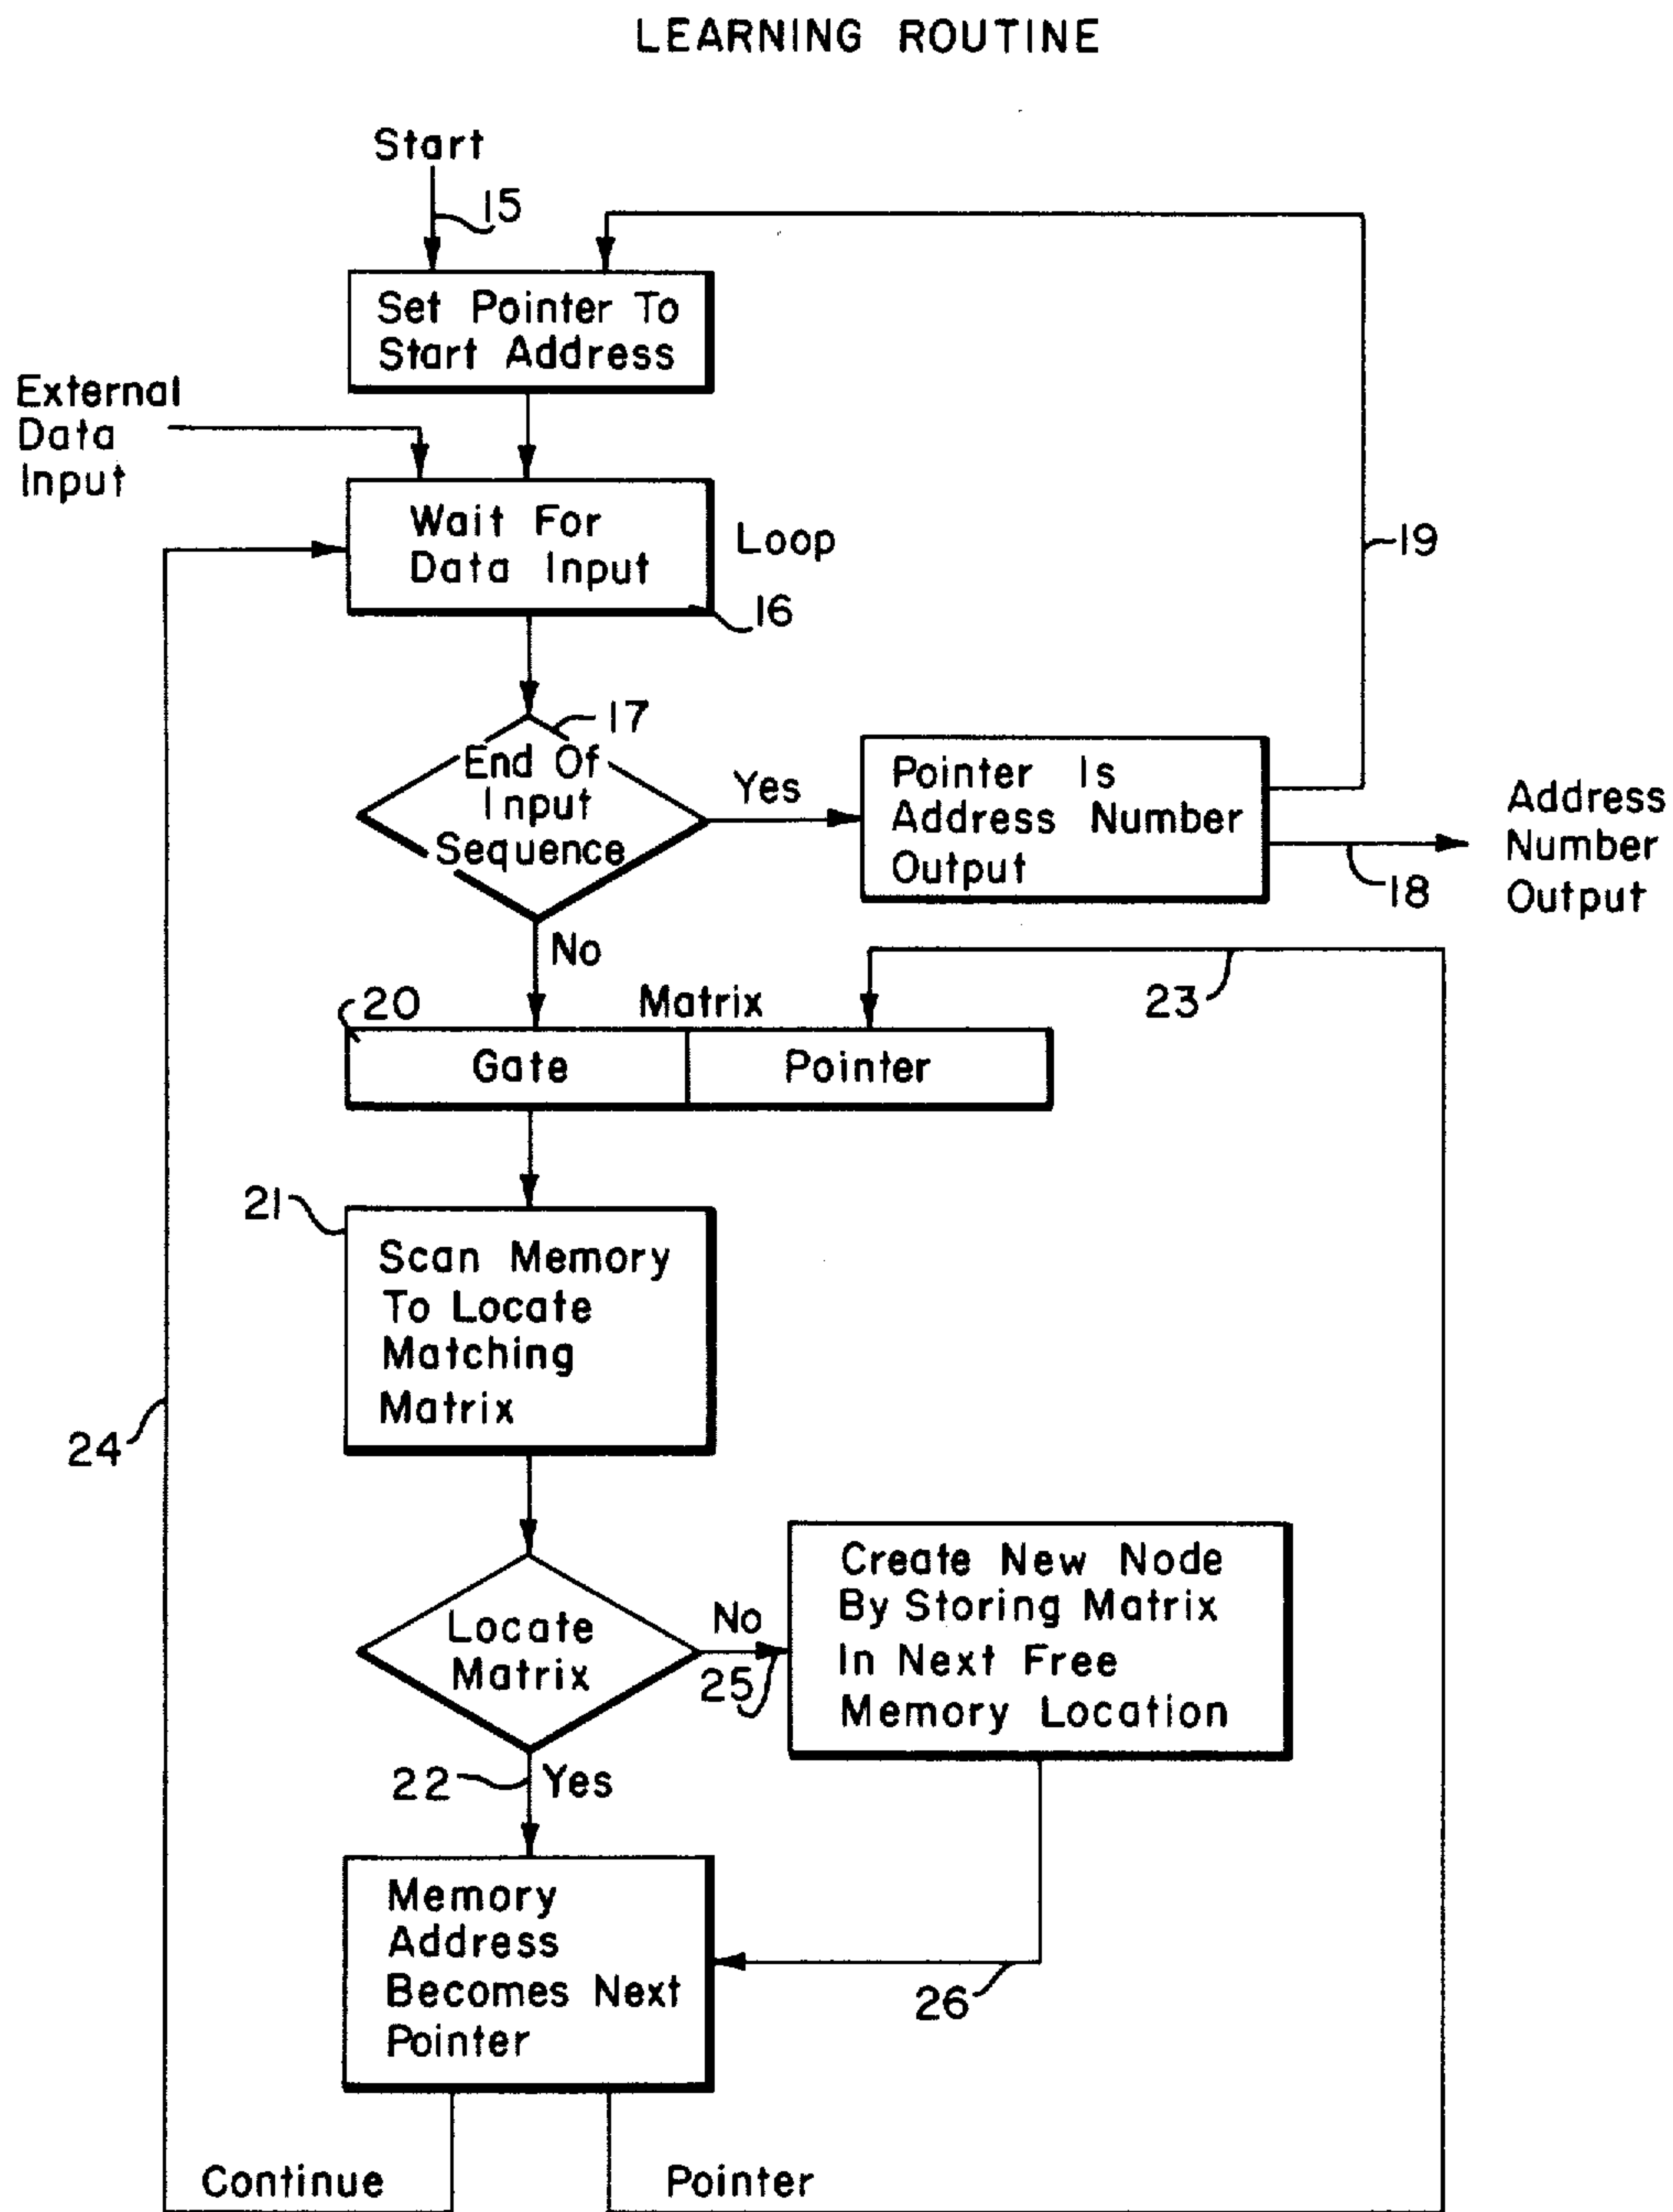 LEARNING ROUTINE
Start
15
Set Pointer To
Start Address
External
Data
Input
Wait For
Data Input
Loop
16
19
17
End Of
Input
Sequence
Yes
Pointer Is
Address Number
Output
Address
Number
Output
18
No
23
20
Matrix
Gate
Pointer
21
Scan Memory
To Locate
Matching
Matrix
24
Locate
Matrix
No
25
Create New Node
By Storing Matrix
In Next Free
Memory Location
22
Yes
Memory
Address
Becomes Next
Pointer
26
Continue
Pointer